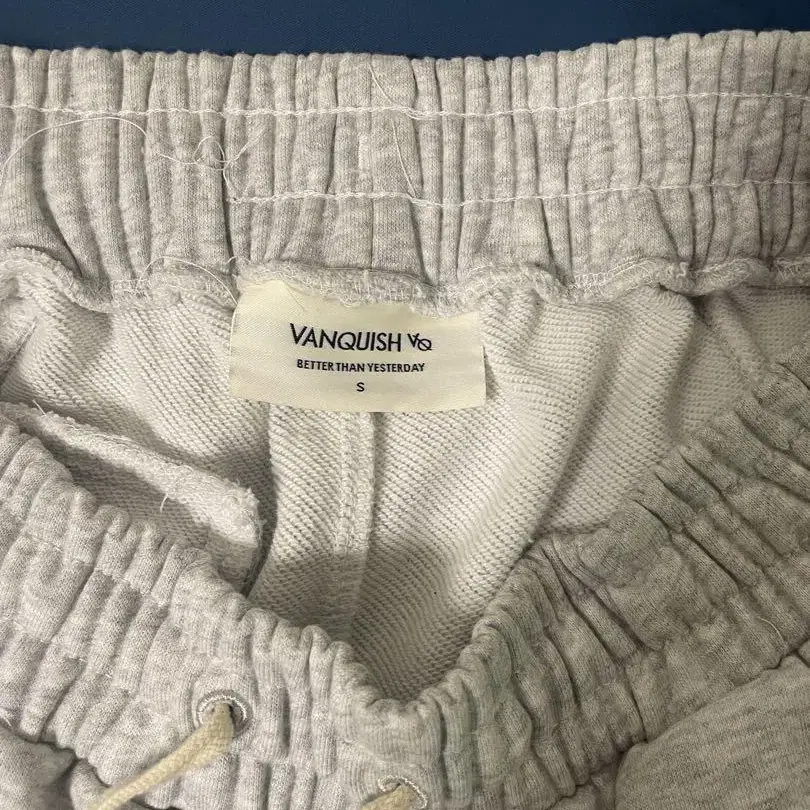 VANQUISH VQ
BETTER THAN YESTERDAY
S